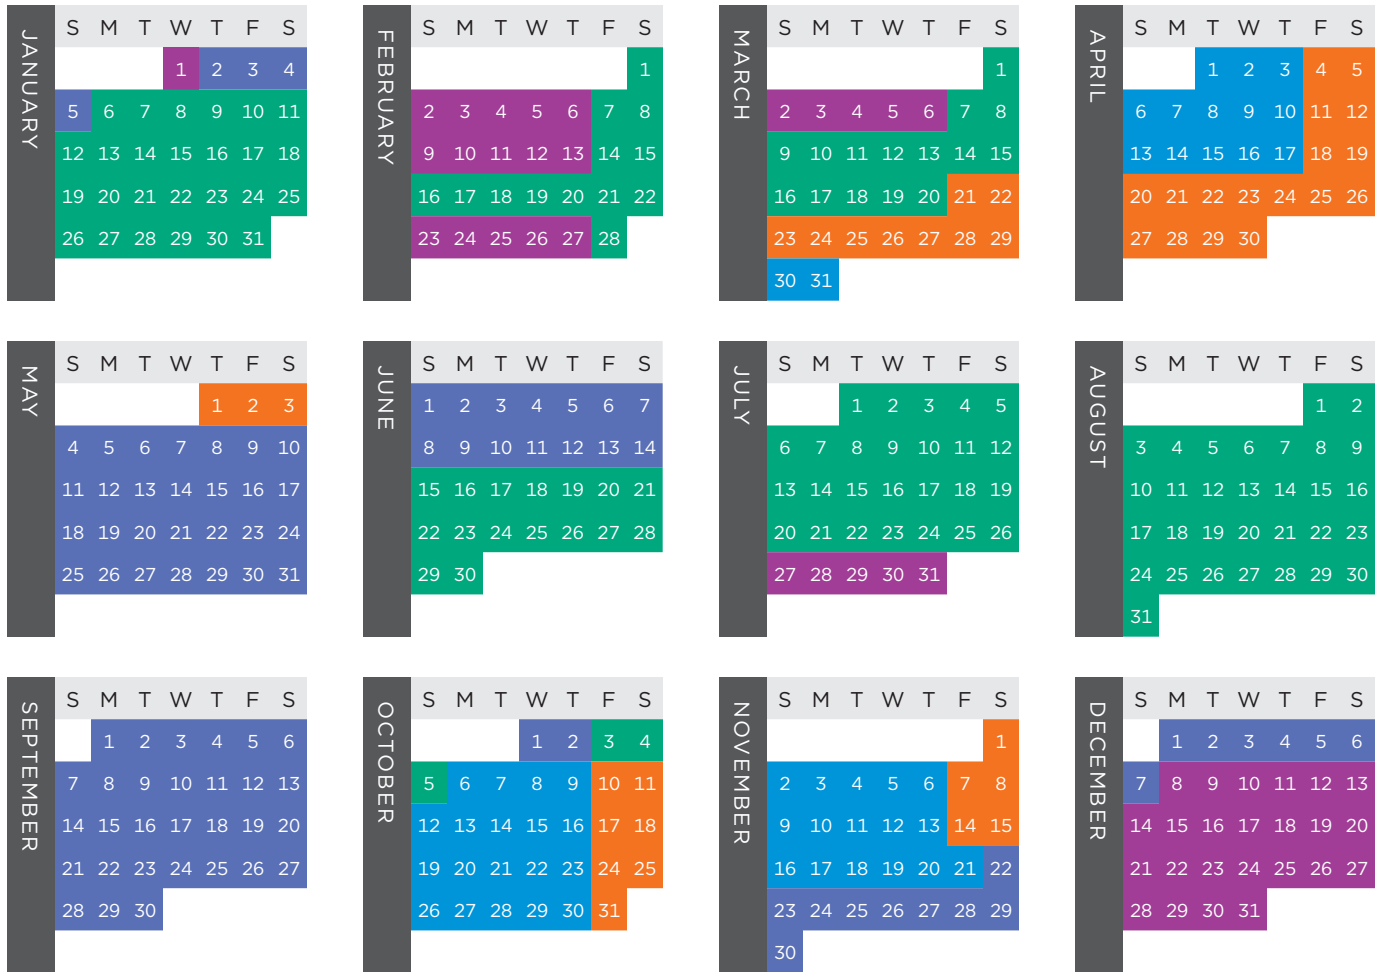 JANUARY
S M T W T F S
1 2 3 4
5 6 7 8 9 10 11
12 13 14 15 16 17 18
19 20 21 22 23 24 25
26 27 28 29 30 31
FEBRUARY
S M T W T F S
1
2 3 4 5 6 7 8
9 10 11 12 13 14 15
16 17 18 19 20 21 22
23 24 25 26 27 28
MARCH
S M T W T F S
1
2 3 4 5 6 7 8
9 10 11 12 13 14 15
16 17 18 19 20 21 22
23 24 25 26 27 28 29
30 31
APRIL
S M T W T F S
1 2 3 4 5
6 7 8 9 10 11 12
13 14 15 16 17 18 19
20 21 22 23 24 25 26
27 28 29 30
MAY
S M T W T F S
1 2 3
4 5 6 7 8 9 10
11 12 13 14 15 16 17
18 19 20 21 22 23 24
25 26 27 28 29 30 31
JUNE
S M T W T F S
1 2 3 4 5 6 7
8 9 10 11 12 13 14
15 16 17 18 19 20 21
22 23 24 25 26 27 28
29 30
JULY
S M T W T F S
1 2 3 4 5
6 7 8 9 10 11 12
13 14 15 16 17 18 19
20 21 22 23 24 25 26
27 28 29 30 31
AUGUST
S M T W T F S
1 2
3 4 5 6 7 8 9
10 11 12 13 14 15 16
17 18 19 20 21 22 23
24 25 26 27 28 29 30
31
SEPTEMBER
S M T W T F S
1 2 3 4 5 6
7 8 9 10 11 12 13
14 15 16 17 18 19 20
21 22 23 24 25 26 27
28 29 30
OCTOBER
S M T W T F S
1 2 3 4
5 6 7 8 9 10 11
12 13 14 15 16 17 18
19 20 21 22 23 24 25
26 27 28 29 30 31
NOVEMBER
S M T W T F S
1
2 3 4 5 6 7 8
9 10 11 12 13 14 15
16 17 18 19 20 21 22
23 24 25 26 27 28 29
30
DECEMBER
S M T W T F S
1 2 3 4 5 6
7 8 9 10 11 12 13
14 15 16 17 18 19 20
21 22 23 24 25 26 27
28 29 30 31